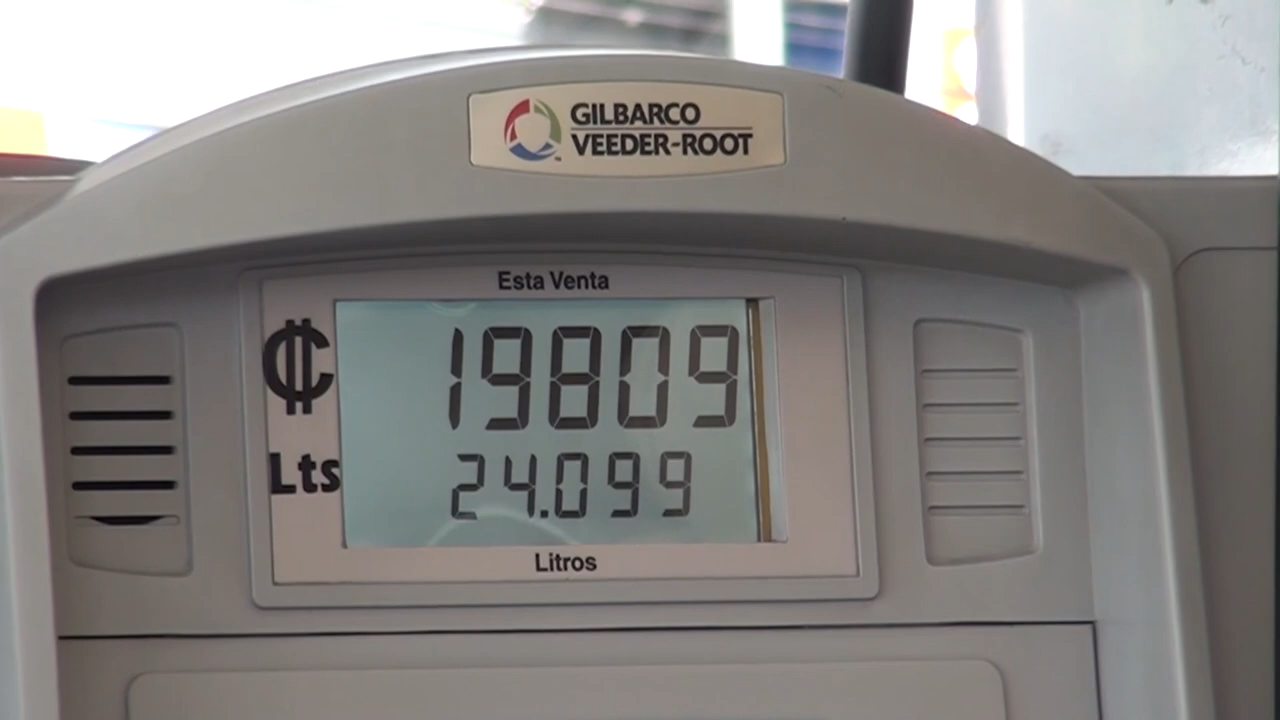 GILBARCO
VEEDER-ROOT
Esta Venta
₡ 19809
Lts 24.099
Litros